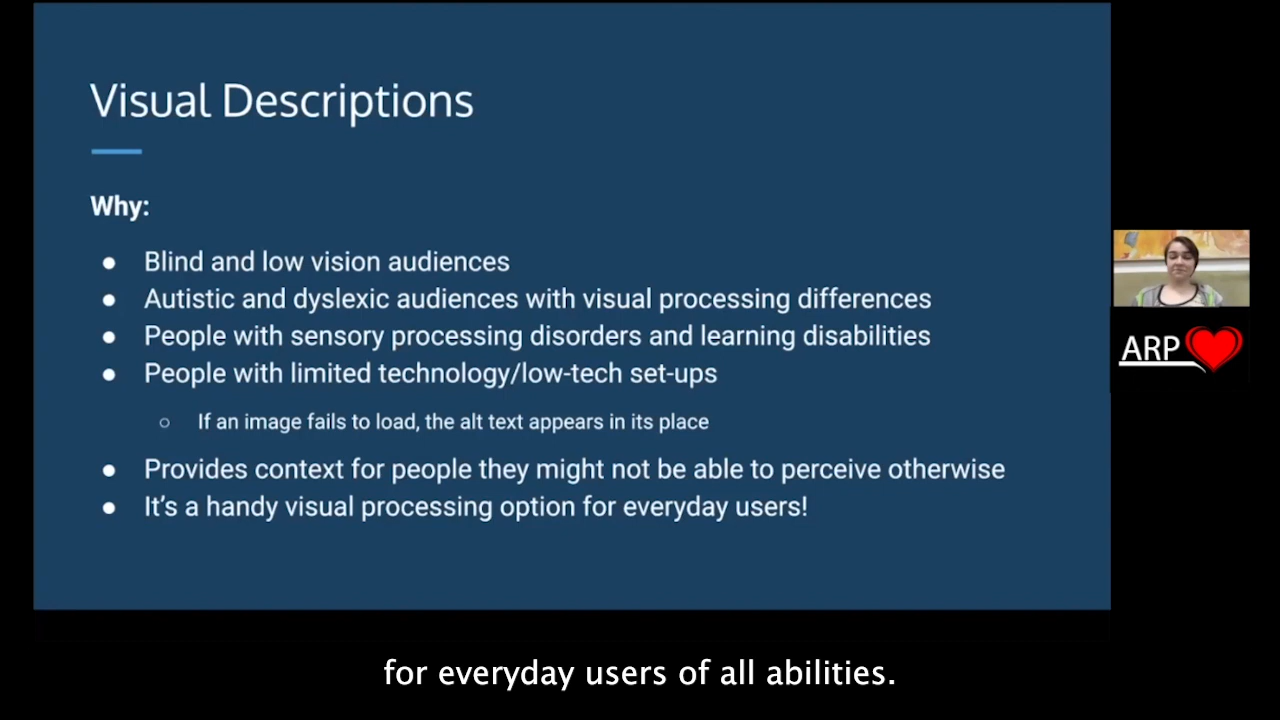 Visual Descriptions
Why:
● Blind and low vision audiences
● Autistic and dyslexic audiences with visual processing differences
● People with sensory processing disorders and learning disabilities
● People with limited technology/low-tech set-ups
○ If an image fails to load, the alt text appears in its place
● Provides context for people they might not be able to perceive otherwise
● It's a handy visual processing option for everyday users!
ARP
for everyday users of all abilities.